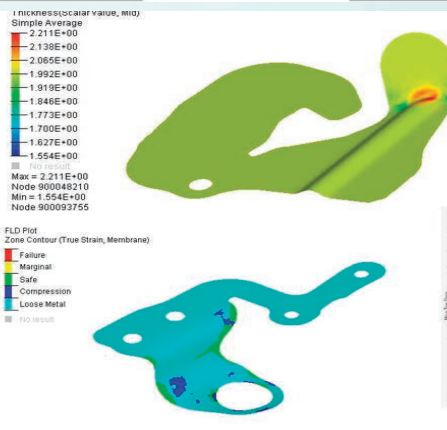 Thickness(Scalar value, Mid)
Simple Average
2.211E+00
2.138E+00
2.065E+00
1.992E+00
1.919E+00
1.846E+00
1.773E+00
1.700E+00
1.627E+00
1.554E+00
No result
Max = 2.211E+00
Node 900048210
Min = 1.554E+00
Node 900093755
FLD Plot
Zone Contour (True Strain, Membrane)
Failure
Marginal
Safe
Compression
Loose Metal
No result